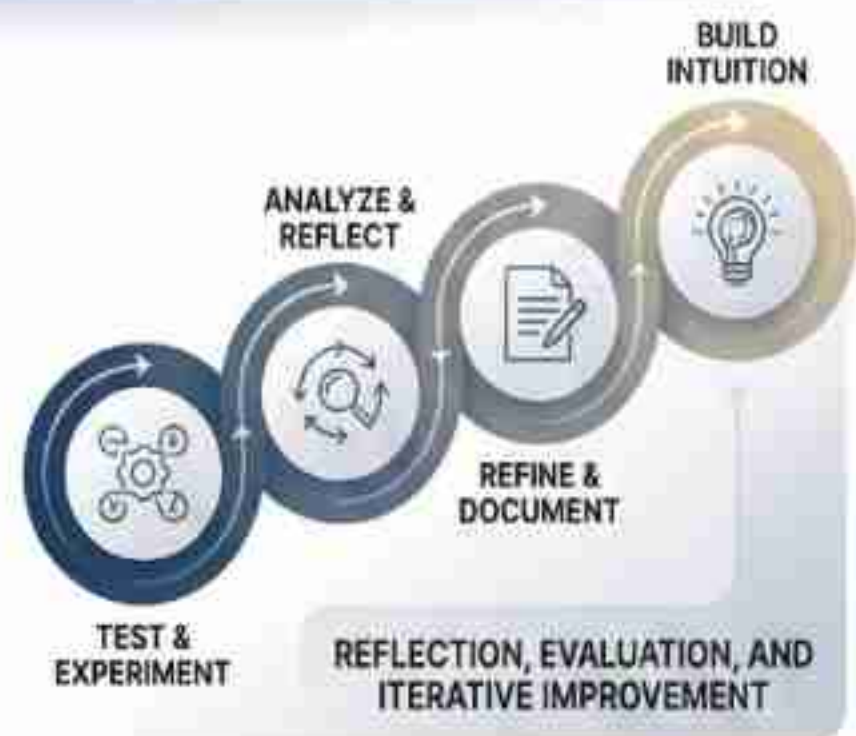 BUILD
INTUITION
ANALYZE &
REFLECT
REFINE &
DOCUMENT
TEST &
EXPERIMENT
REFLECTION, EVALUATION, AND
ITERATIVE IMPROVEMENT